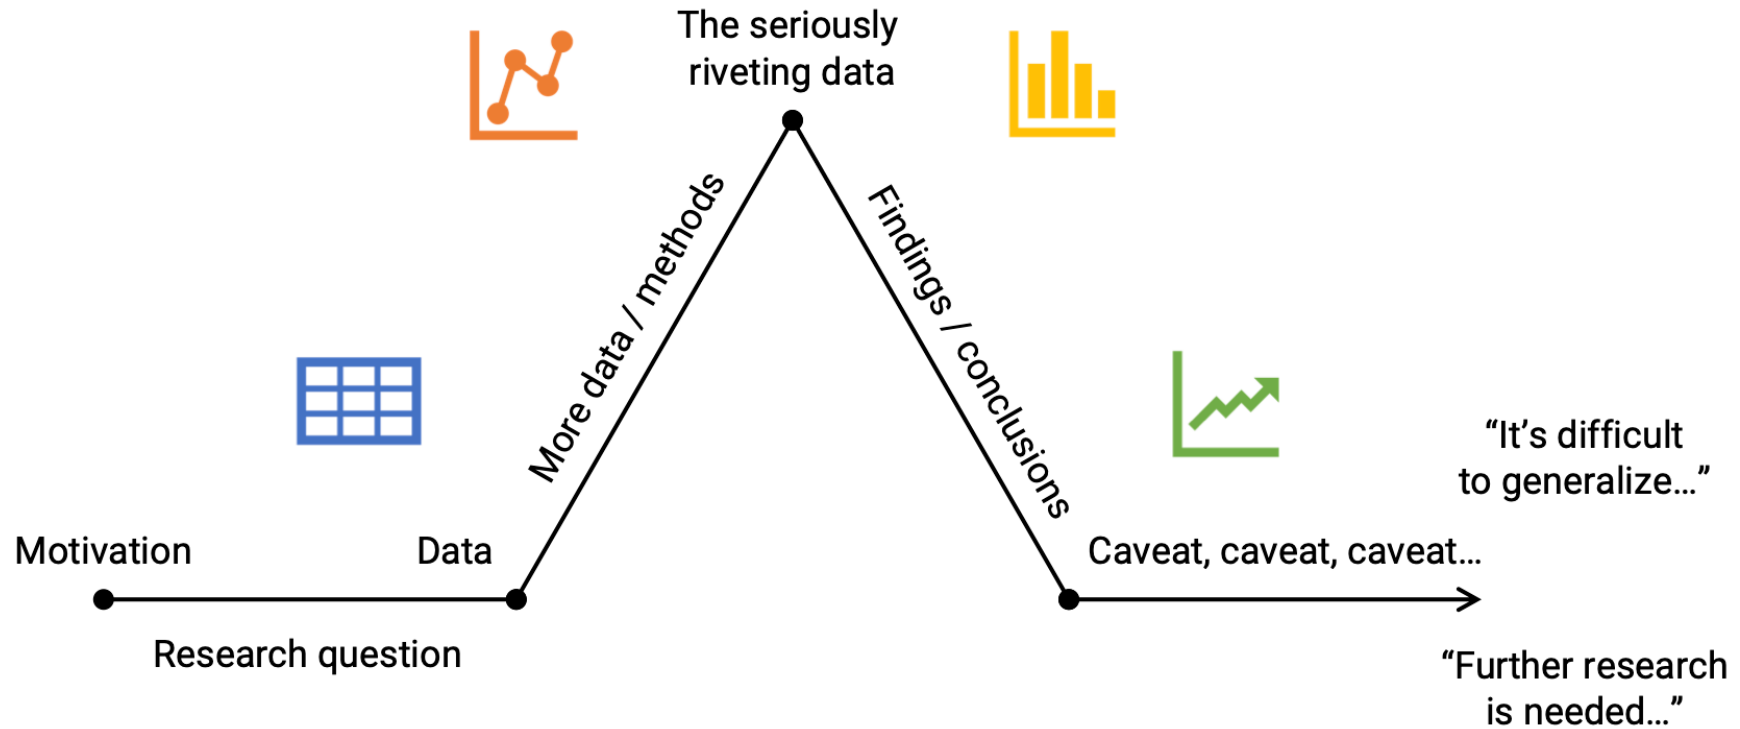 The seriously
riveting data
More data / methods
Findings / conclusions
“It’s difficult
to generalize…”
Motivation
Data
Caveat, caveat, caveat…
Research question
“Further research
is needed…”